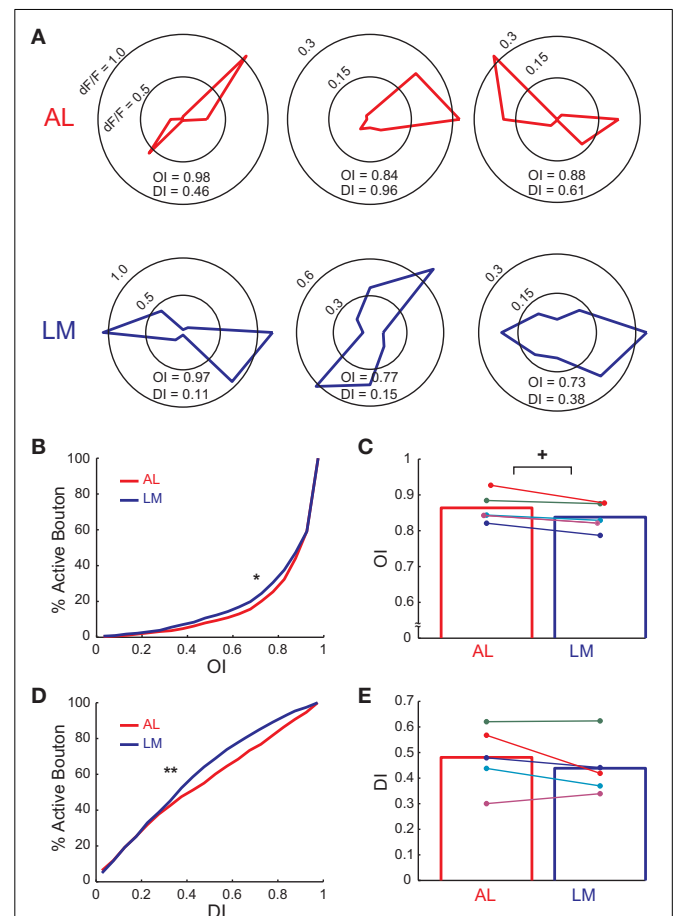 A
AL
dF/F = 1.0
dF/F = 0.5
OI = 0.98
DI = 0.46
0.3
0.15
OI = 0.84
DI = 0.96
0.3
0.15
OI = 0.88
DI = 0.61
LM
1.0
0.5
OI = 0.97
DI = 0.11
0.6
0.3
OI = 0.77
DI = 0.15
0.3
0.15
OI = 0.73
DI = 0.38
B
% Active Bouton
100
80
60
40
20
0
AL
LM
*
0 0.2 0.4 0.6 0.8 1
OI
C
OI
1
0.9
0.8
0.7
0.6
0
+
AL LM
D
% Active Bouton
100
80
60
40
20
0
AL
LM
**
0 0.2 0.4 0.6 0.8 1
DI
E
DI
0.7
0.6
0.5
0.4
0.3
0.2
0.1
0
AL LM